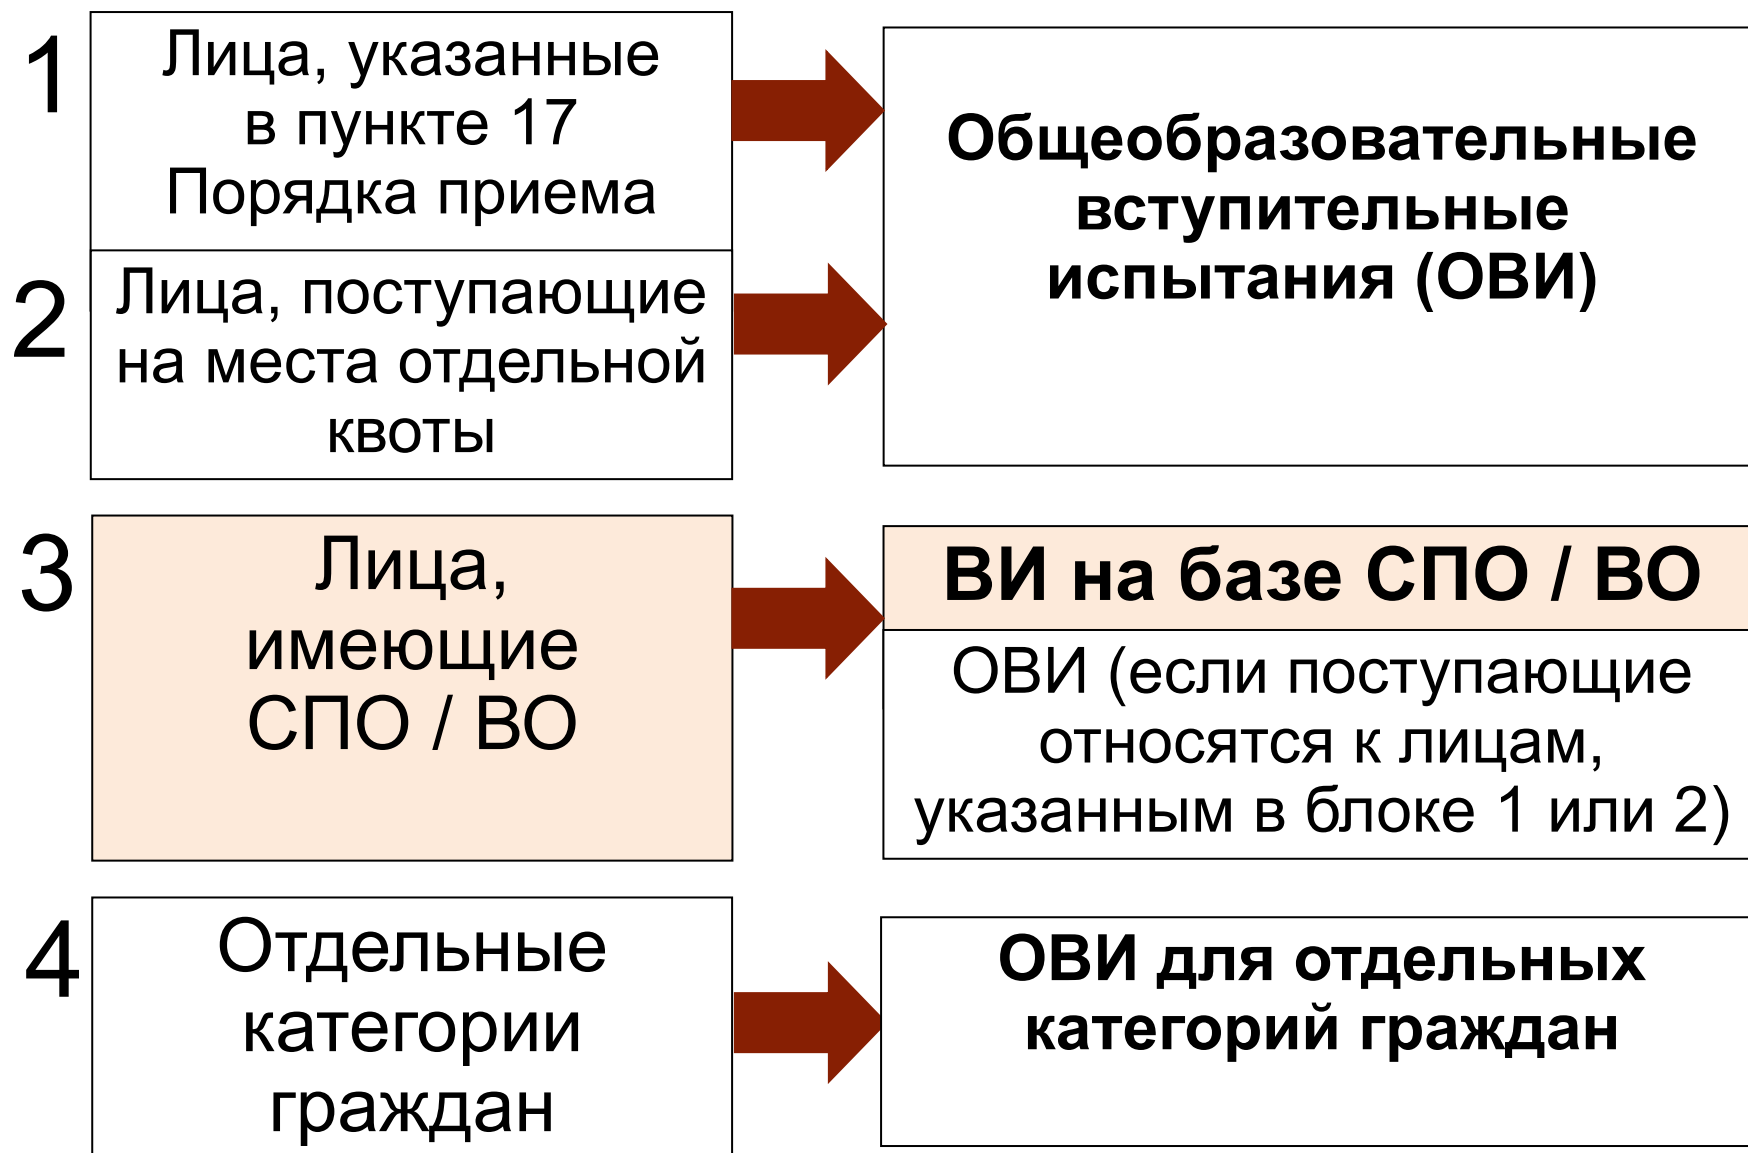 1
Лица, указанные
в пункте 17
Порядка приема
Общеобразовательные
вступительные
испытания (ОВИ)
2
Лица, поступающие
на места отдельной
квоты
3
Лица,
имеющие
СПО / ВО
ВИ на базе СПО / ВО
ОВИ (если поступающие
относятся к лицам,
указанным в блоке 1 или 2)
4
Отдельные
категории
граждан
ОВИ для отдельных
категорий граждан